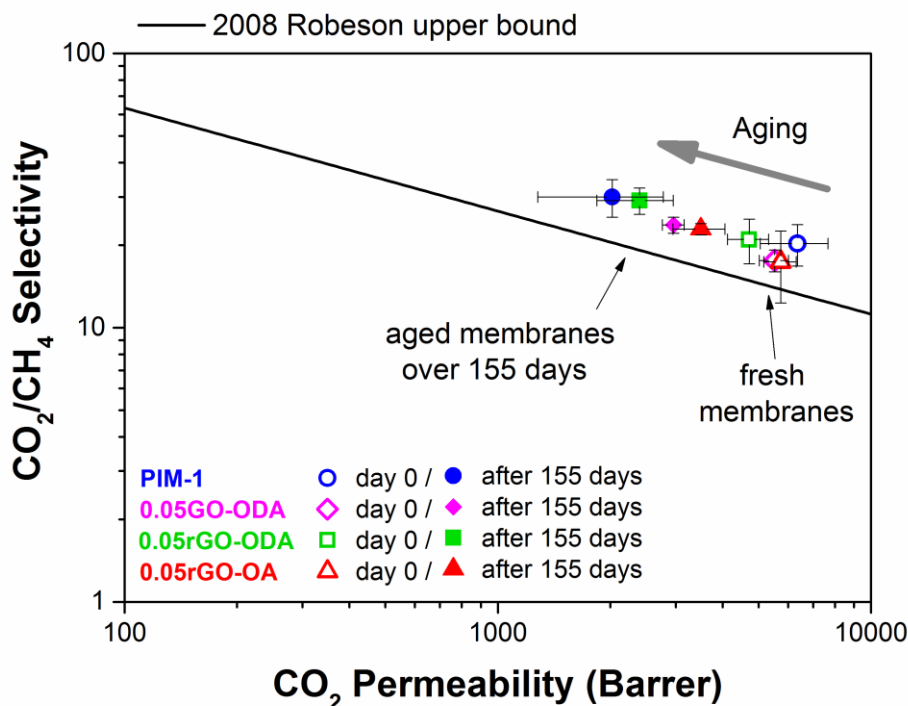 2008 Robeson upper bound
100
10
1
CO₂/CH₄ Selectivity
Aging
aged membranes
over 155 days
fresh
membranes
PIM-1 day 0 / after 155 days
0.05GO-ODA day 0 / after 155 days
0.05rGO-ODA day 0 / after 155 days
0.05rGO-OA day 0 / after 155 days
100 1000 10000
CO₂ Permeability (Barrer)